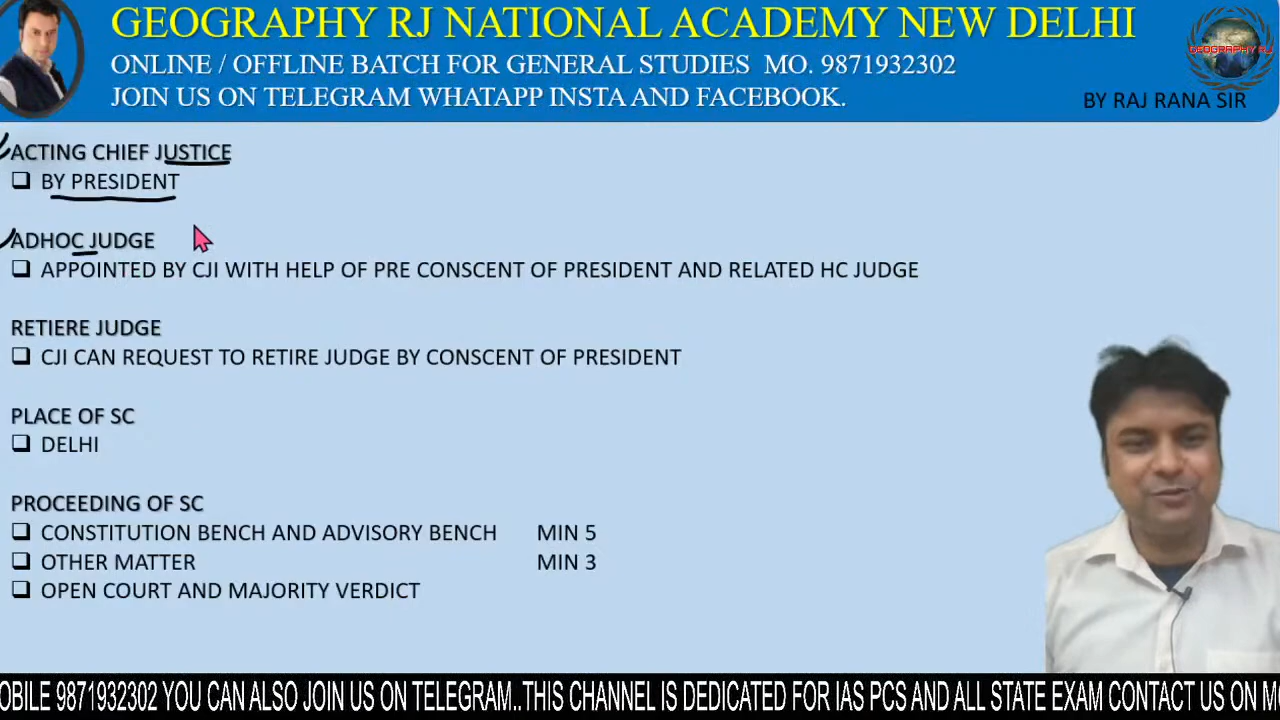 GEOGRAPHY RJ NATIONAL ACADEMY NEW DELHI
ONLINE / OFFLINE BATCH FOR GENERAL STUDIES MO. 9871932302
JOIN US ON TELEGRAM WHATAPP INSTA AND FACEBOOK.
GEOGRAPHY RJ
BY RAJ RANA SIR
ACTING CHIEF JUSTICE
❑ BY PRESIDENT
ADHOC JUDGE
❑ APPOINTED BY CJI WITH HELP OF PRE CONSCENT OF PRESIDENT AND RELATED HC JUDGE
RETIERE JUDGE
❑ CJI CAN REQUEST TO RETIRE JUDGE BY CONSCENT OF PRESIDENT
PLACE OF SC
❑ DELHI
PROCEEDING OF SC
❑ CONSTITUTION BENCH AND ADVISORY BENCH MIN 5
❑ OTHER MATTER MIN 3
❑ OPEN COURT AND MAJORITY VERDICT
OBILE 9871932302 YOU CAN ALSO JOIN US ON TELEGRAM..THIS CHANNEL IS DEDICATED FOR IAS PCS AND ALL STATE EXAM CONTACT US ON M